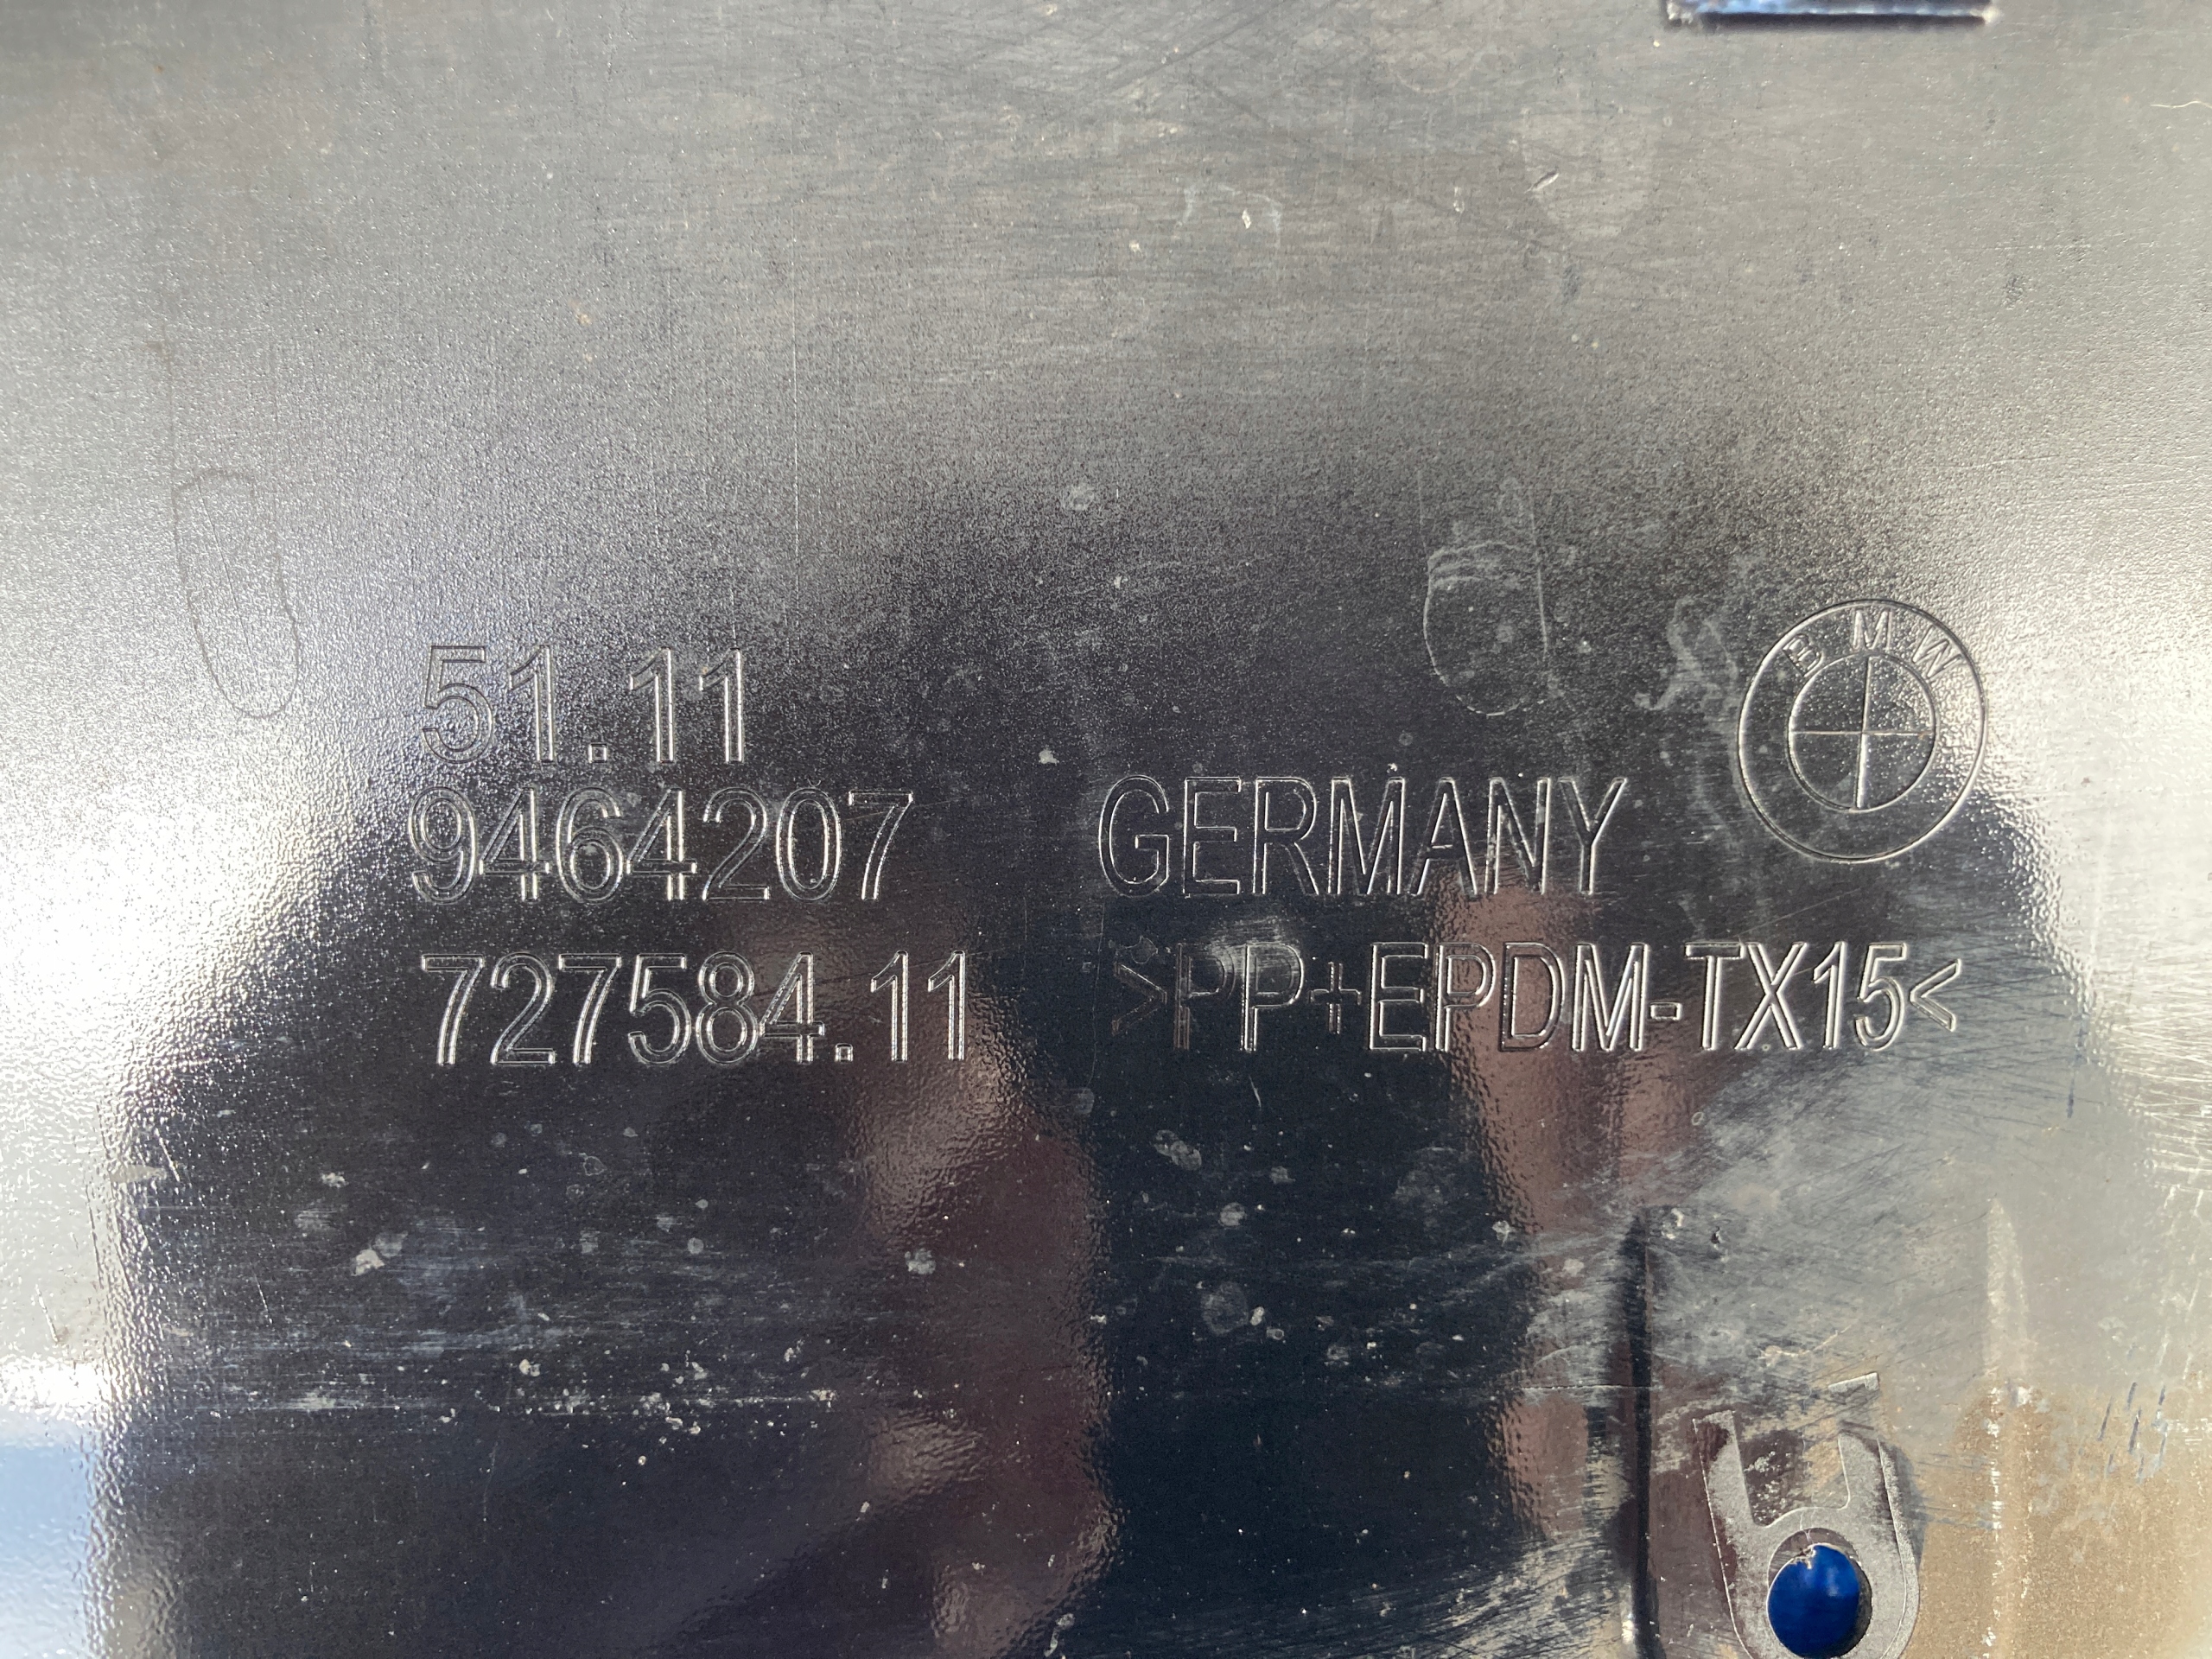 51.11
9464207
727584.11
GERMANY
>PP+EPDM-TX15<
BMW